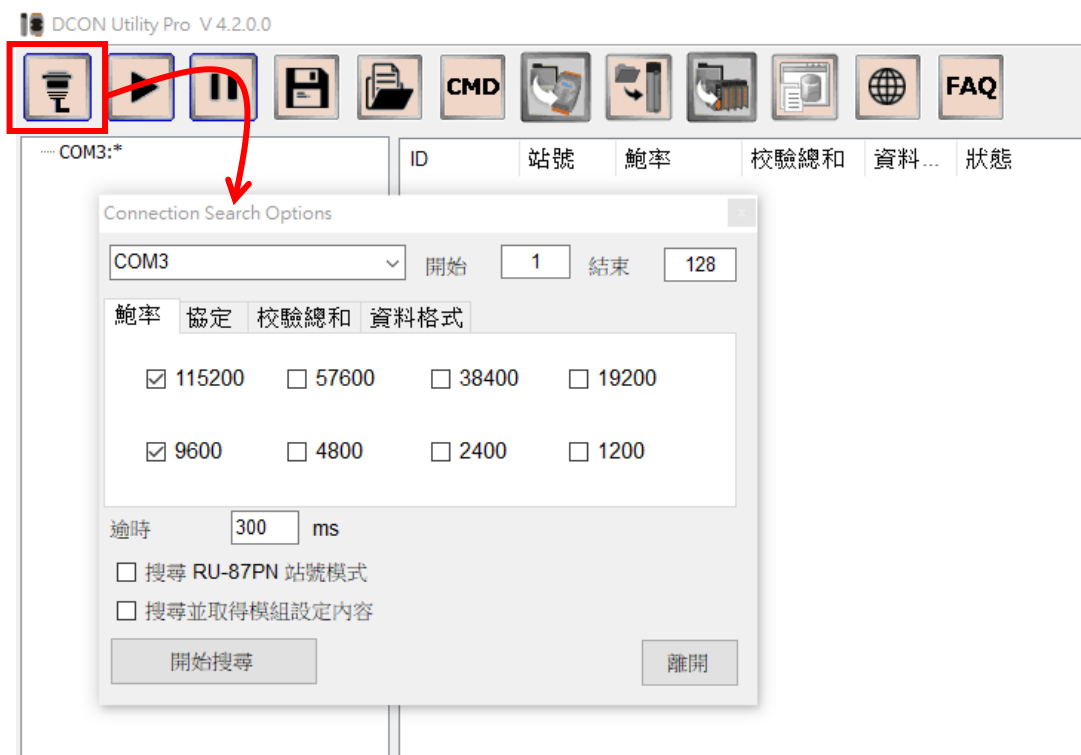 DCON Utility Pro V 4.2.0.0
CMD FAQ
COM3:*
ID 站號 鮑率 校驗總和 資料... 狀態
Connection Search Options
x
COM3 開始 1 結束 128
鮑率 協定 校驗總和 資料格式
115200 57600 38400 19200
9600 4800 2400 1200
逾時 300 ms
搜尋 RU-87PN 站號模式
搜尋並取得模組設定內容
開始搜尋 離開